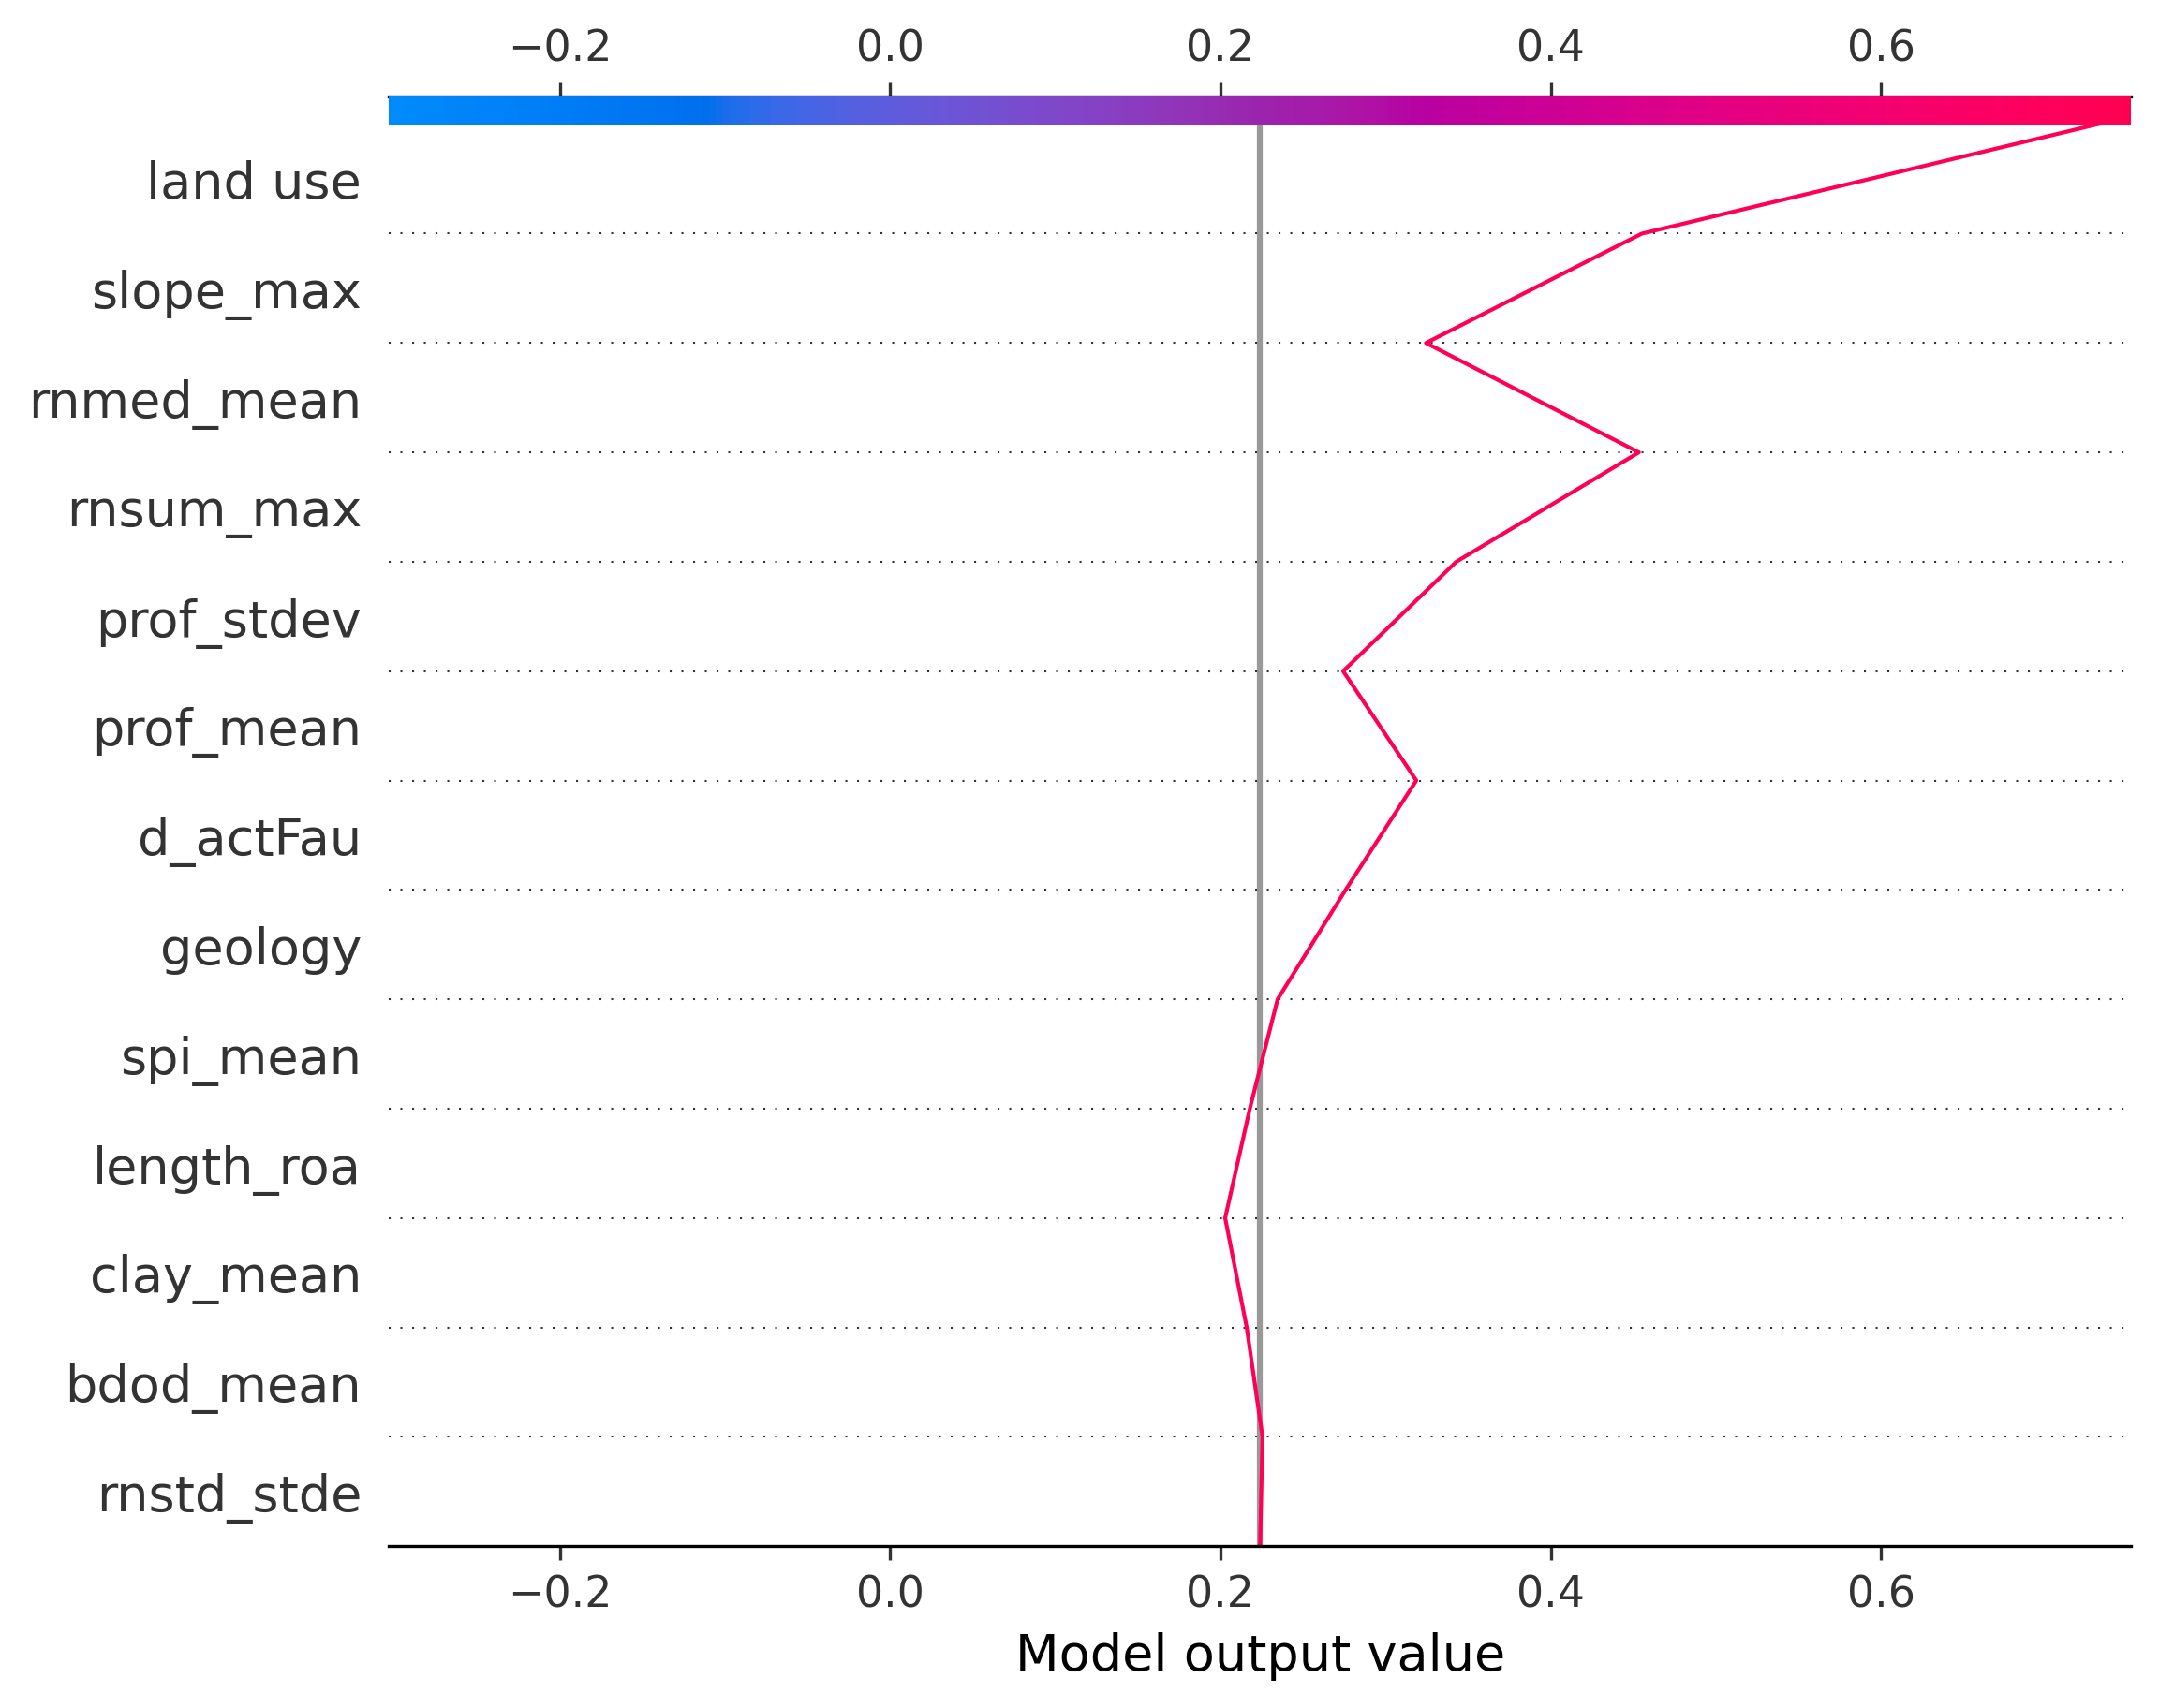 −0.2 0.0 0.2 0.4 0.6
land use
slope_max
rnmed_mean
rnsum_max
prof_stdev
prof_mean
d_actFau
geology
spi_mean
length_roa
clay_mean
bdod_mean
rnstd_stde
−0.2 0.0 0.2 0.4 0.6
Model output value